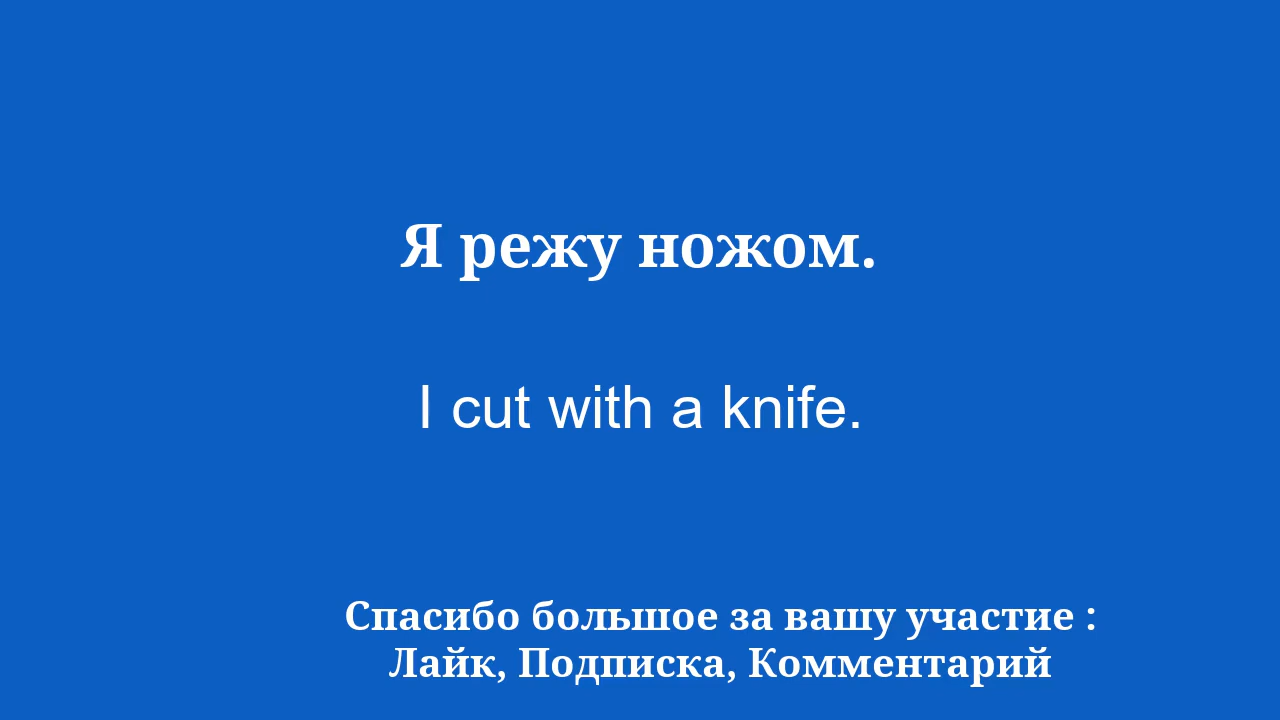 Я режу ножом.
I cut with a knife.
Спасибо большое за вашу участие :
Лайк, Подписка, Комментарий